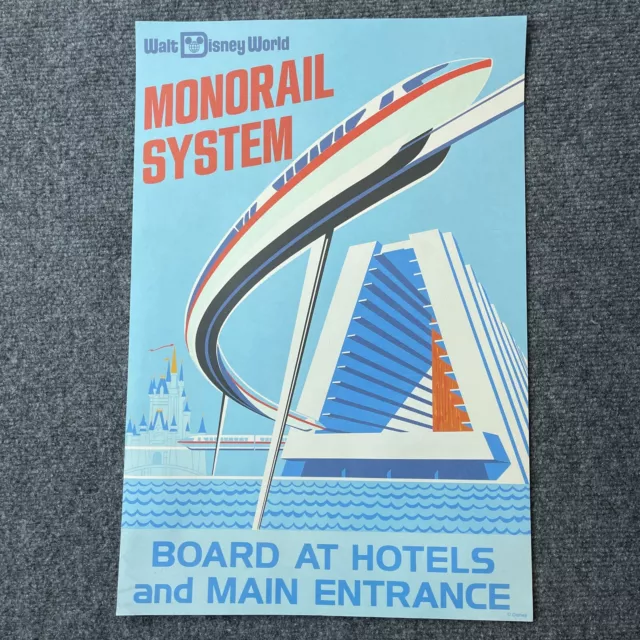 Walt Disney World
MONORAIL
SYSTEM
BOARD AT HOTELS
and MAIN ENTRANCE